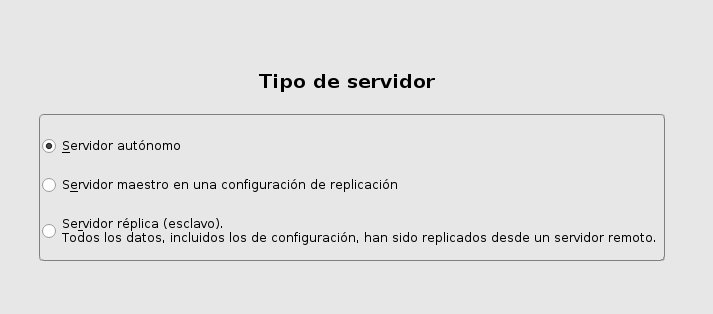 Tipo de servidor
Servidor autónomo
Servidor maestro en una configuración de replicación
Servidor réplica (esclavo).
Todos los datos, incluidos los de configuración, han sido replicados desde un servidor remoto.